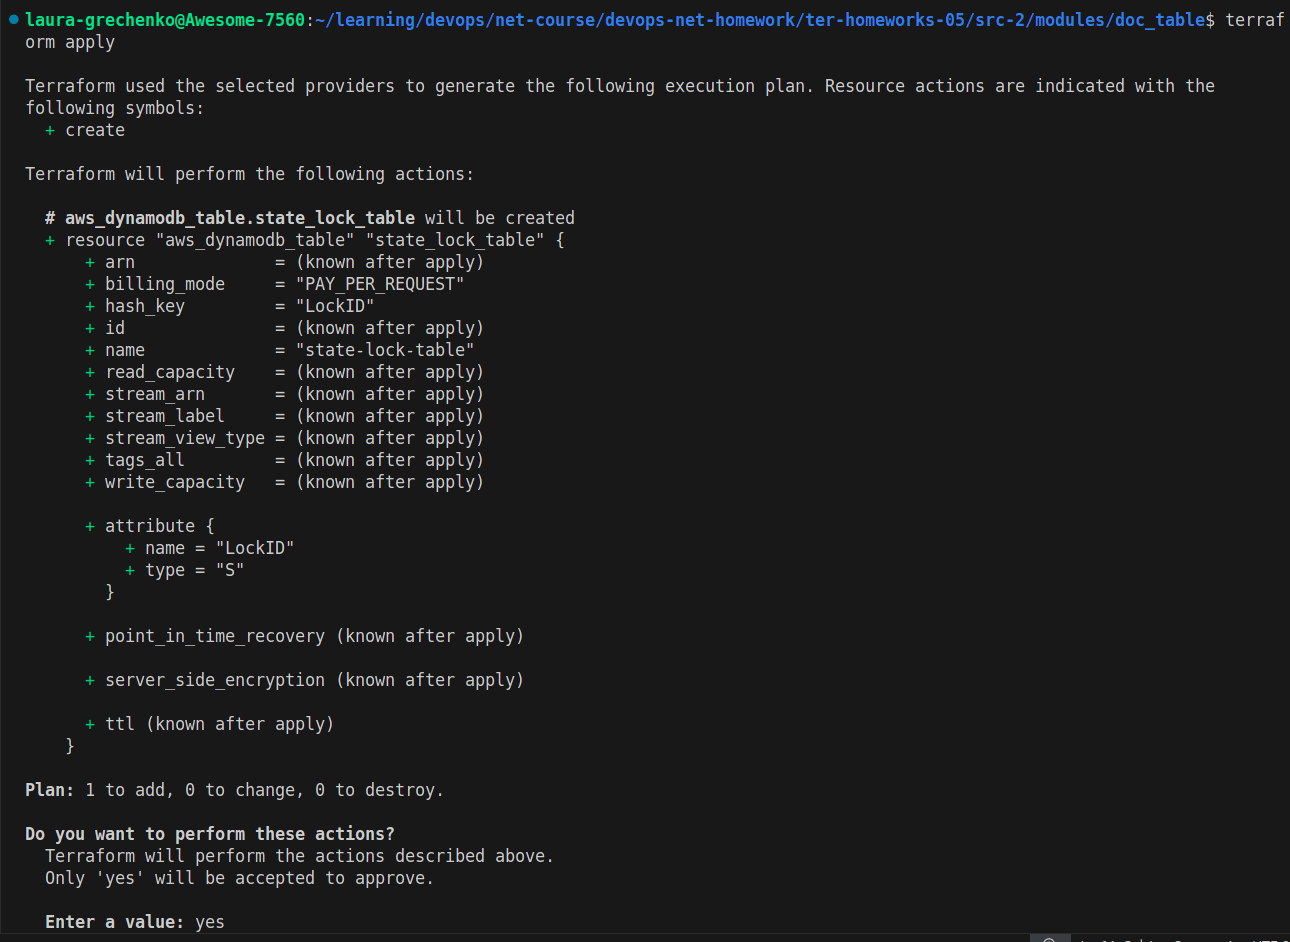 laura-grechenko@Awesome-7560:~/learning/devops/net-course/devops-net-homework/ter-homeworks-05/src-2/modules/doc_table$ terraf
orm apply
Terraform used the selected providers to generate the following execution plan. Resource actions are indicated with the
following symbols:
+ create
Terraform will perform the following actions:
# aws_dynamodb_table.state_lock_table will be created
+ resource "aws_dynamodb_table" "state_lock_table" {
+ arn = (known after apply)
+ billing_mode = "PAY_PER_REQUEST"
+ hash_key = "LockID"
+ id = (known after apply)
+ name = "state-lock-table"
+ read_capacity = (known after apply)
+ stream_arn = (known after apply)
+ stream_label = (known after apply)
+ stream_view_type = (known after apply)
+ tags_all = (known after apply)
+ write_capacity = (known after apply)
+ attribute {
+ name = "LockID"
+ type = "S"
}
+ point_in_time_recovery (known after apply)
+ server_side_encryption (known after apply)
+ ttl (known after apply)
}
Plan: 1 to add, 0 to change, 0 to destroy.
Do you want to perform these actions?
Terraform will perform the actions described above.
Only 'yes' will be accepted to approve.
Enter a value: yes